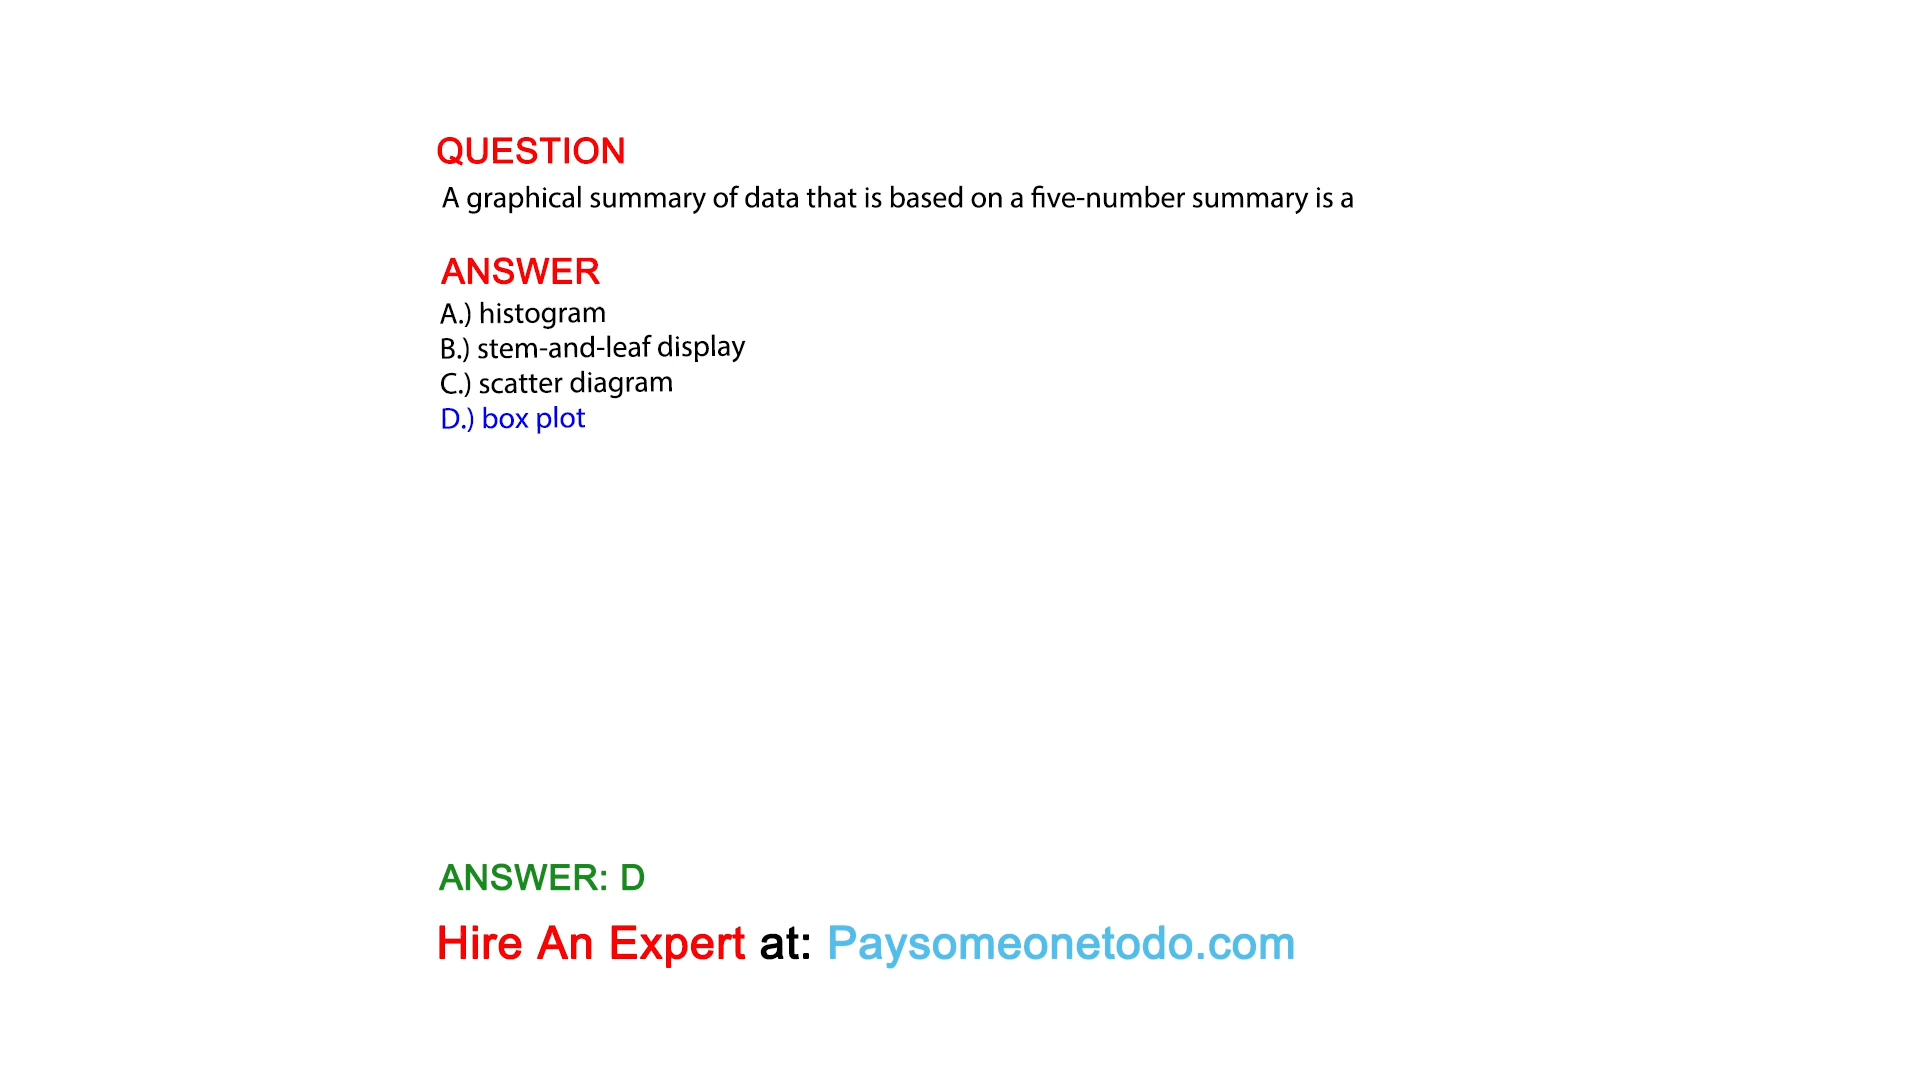 QUESTION
A graphical summary of data that is based on a five-number summary is a
ANSWER
A.) histogram
B.) stem-and-leaf display
C.) scatter diagram
D.) box plot
ANSWER: D
Hire An Expert at: Paysomeonetodo.com